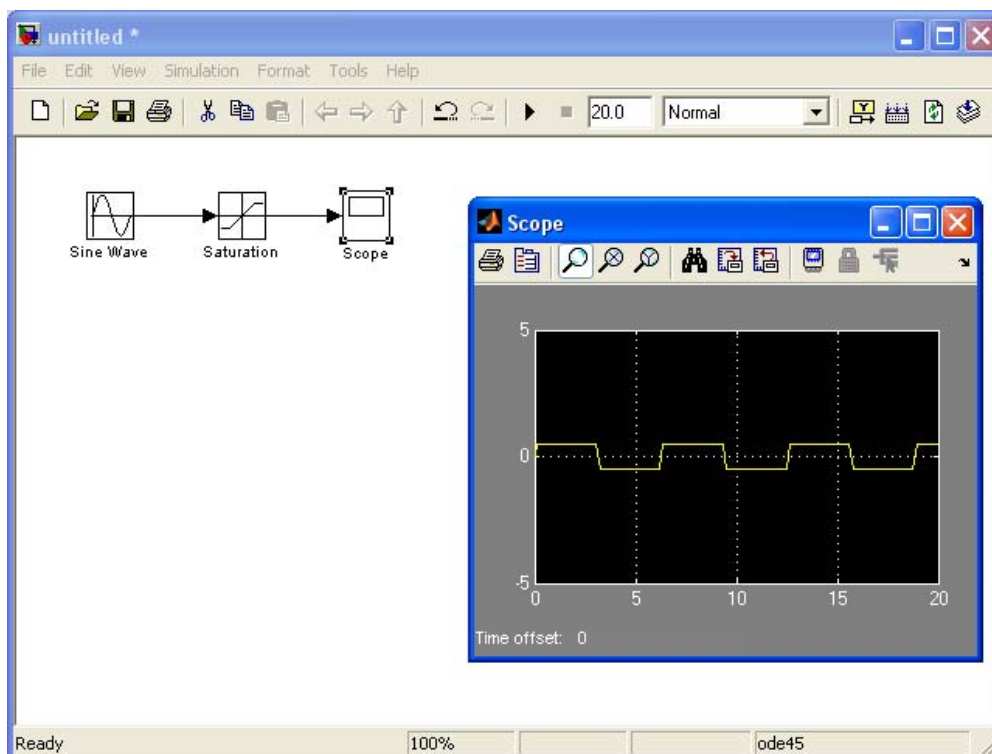 untitled *
File Edit View Simulation Format Tools Help
20.0 Normal
Sine Wave Saturation Scope
Scope
5
0
-5
0 5 10 15 20
Time offset: 0
Ready 100% ode45